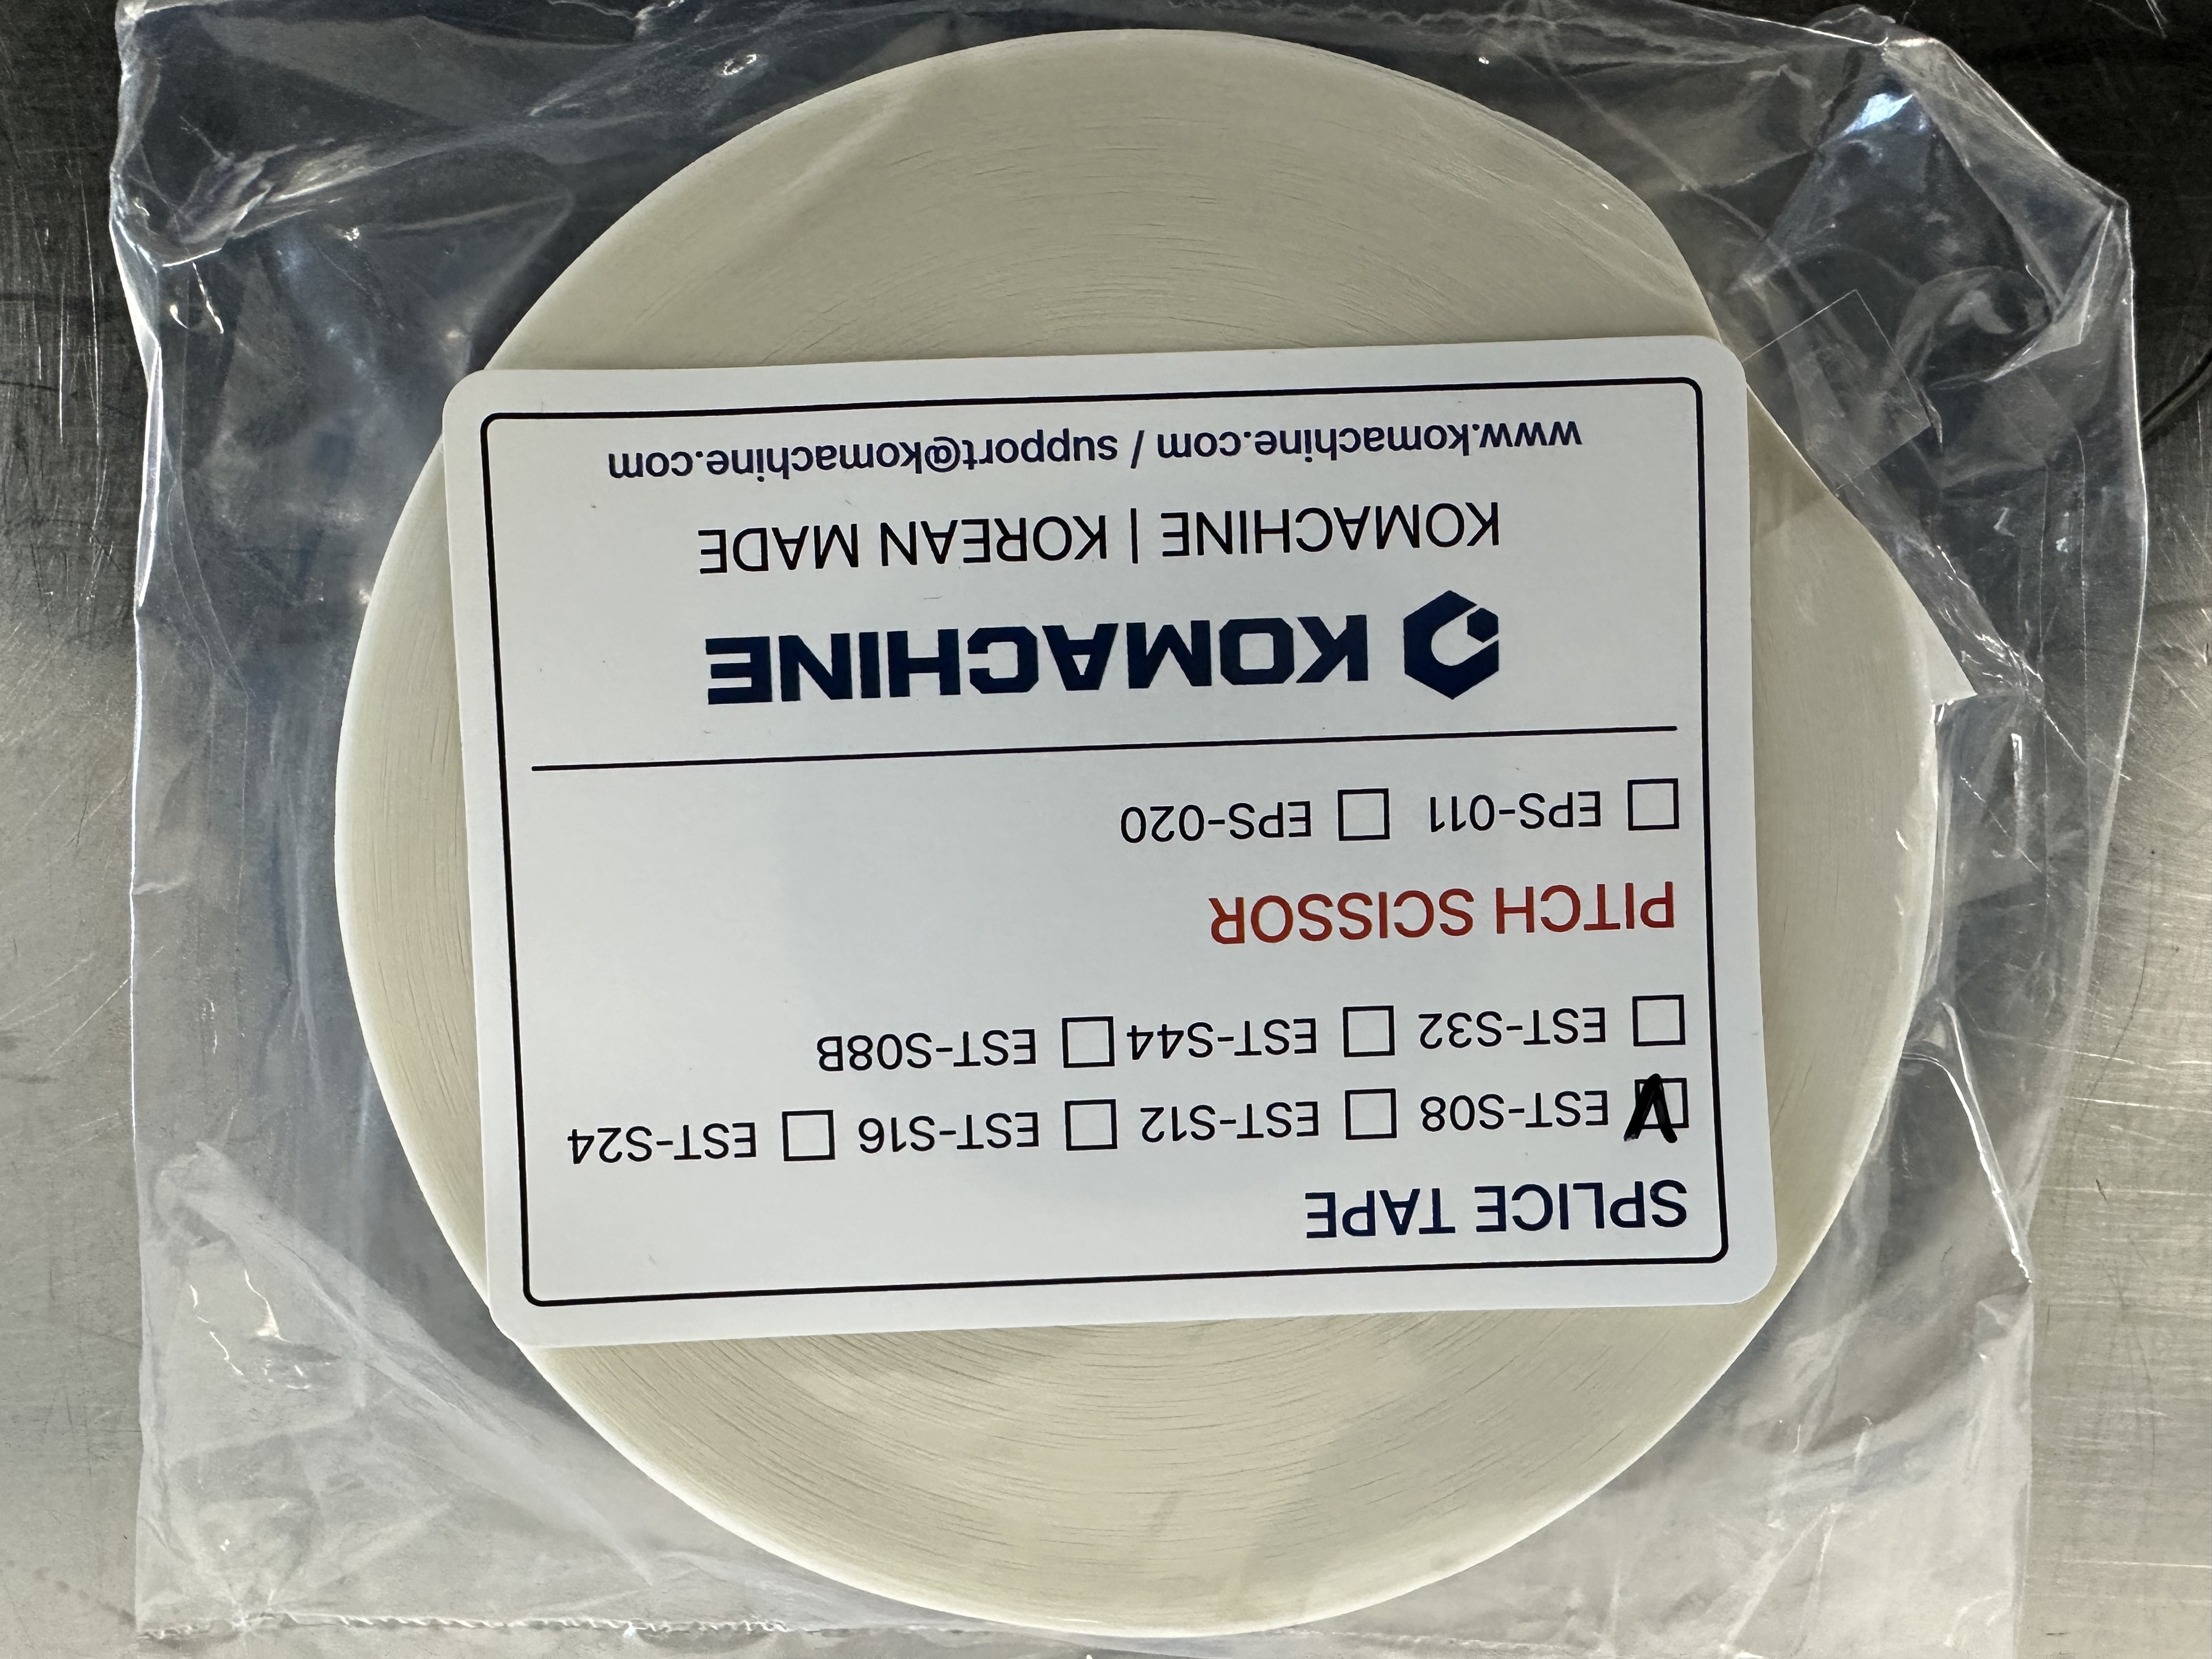 SPLICE TAPE
☑ EST-S08 ☐ EST-S12 ☐ EST-S16 ☐ EST-S24
☐ EST-S32 ☐ EST-S44 ☐ EST-S08B
PITCH SCISSOR
☐ EPS-011 ☐ EPS-020
KOMACHINE
KOMACHINE | KOREAN MADE
www.komachine.com / support@komachine.com